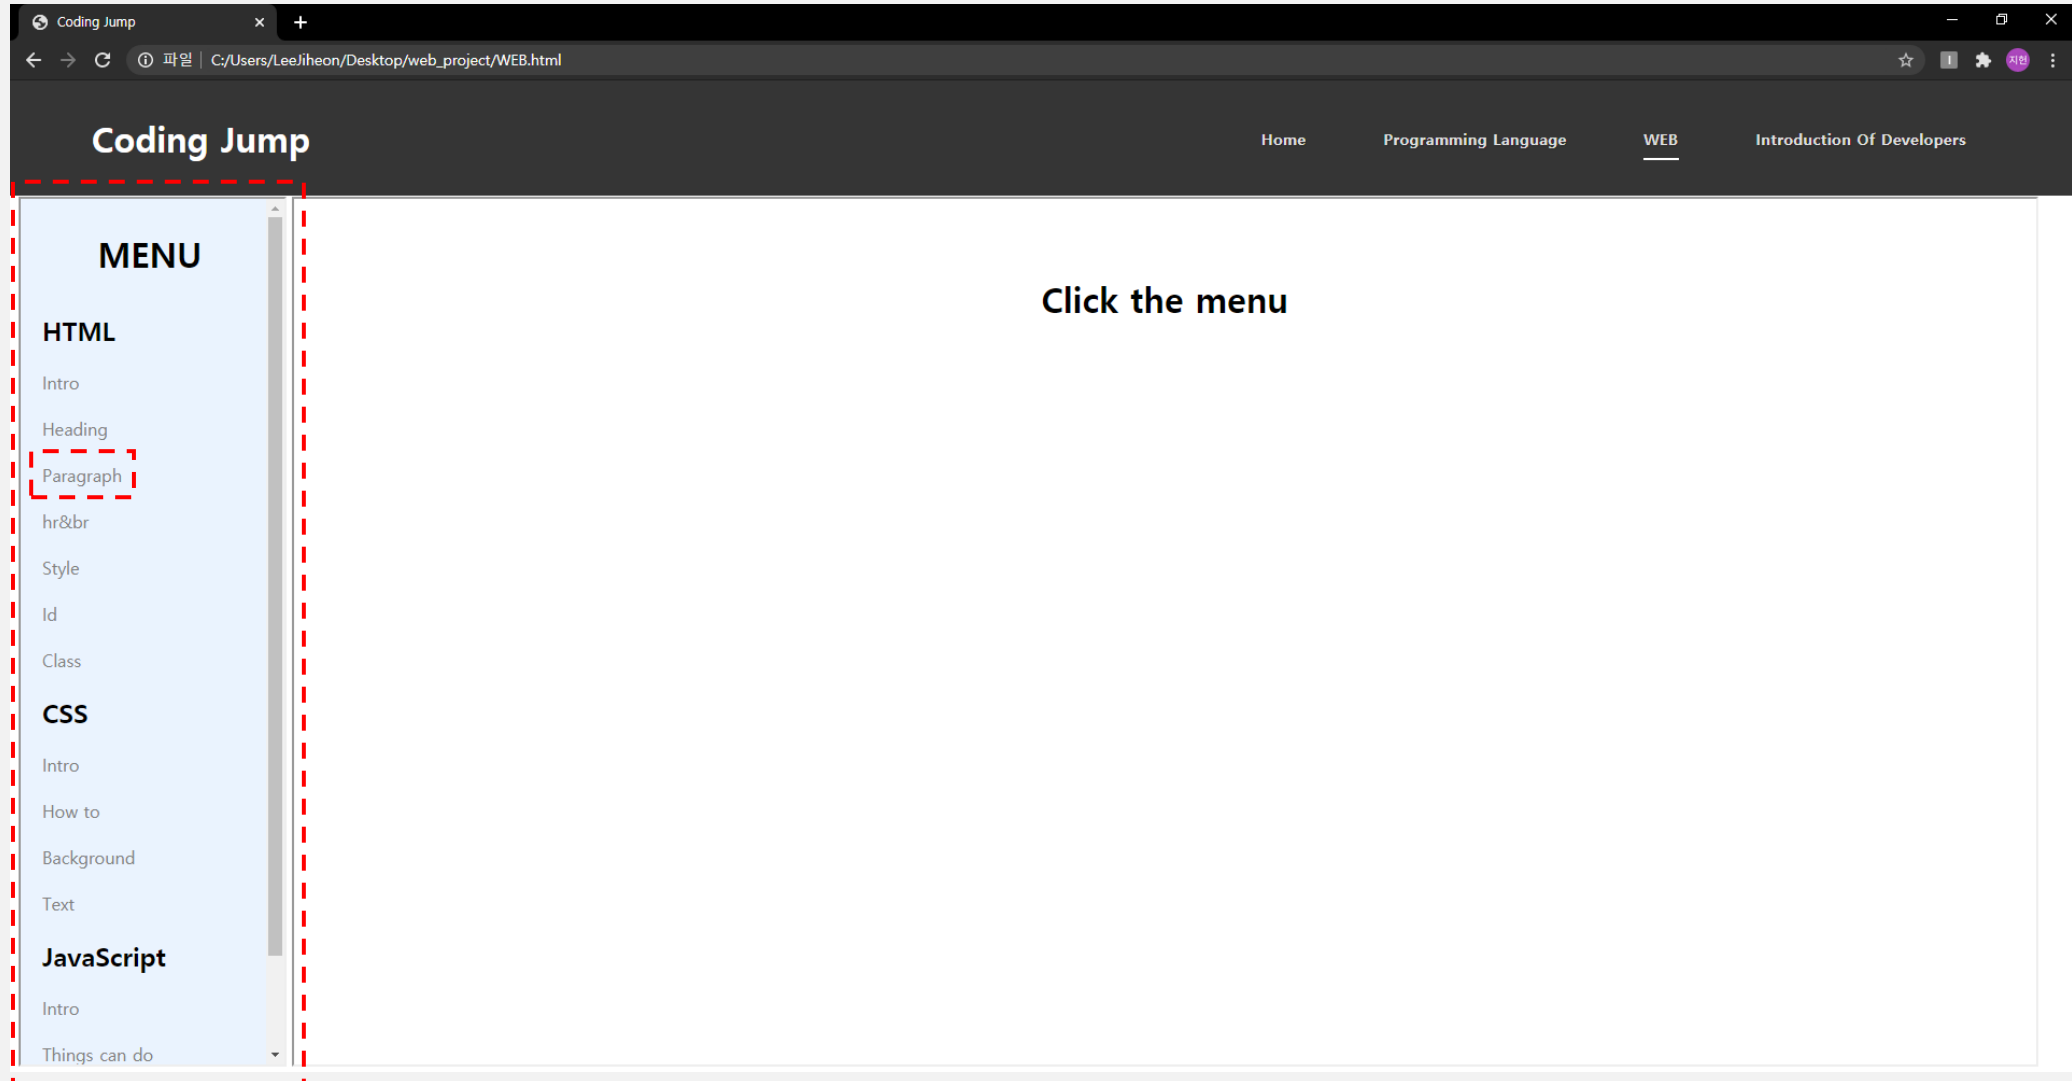 Coding Jump
파일 C:/Users/LeeJiheon/Desktop/web_project/WEB.html
지헌
Coding Jump
Home Programming Language WEB Introduction Of Developers
MENU
Click the menu
HTML
Intro
Heading
Paragraph
hr&br
Style
Id
Class
CSS
Intro
How to
Background
Text
JavaScript
Intro
Things can do